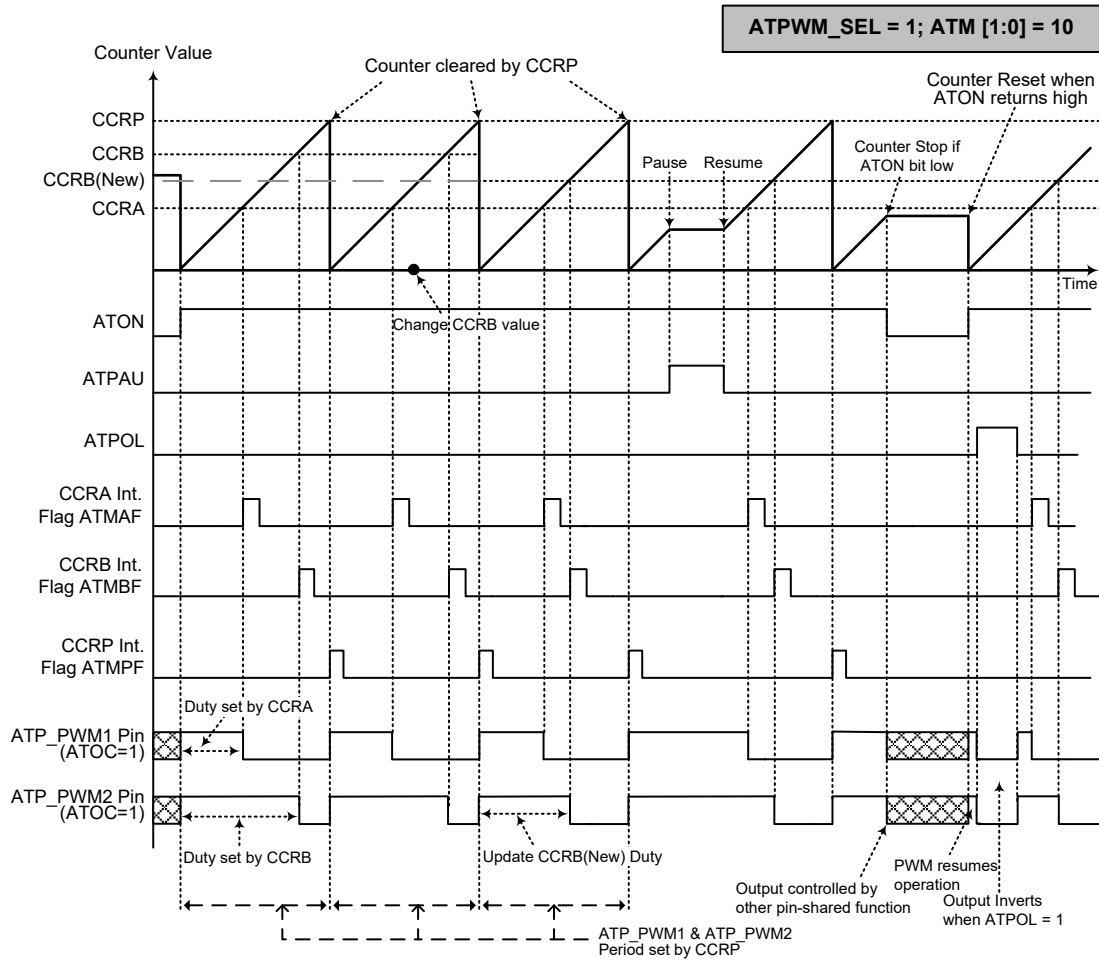 ATPWM_SEL = 1; ATM [1:0] = 10
Counter Value
Counter cleared by CCRP
Counter Reset when
ATON returns high
CCRP
CCRB
CCRB(New)
CCRA
Pause
Resume
Counter Stop if
ATON bit low
Time
Change CCRB value
ATON
ATPAU
ATPOL
CCRA Int.
Flag ATMAF
CCRB Int.
Flag ATMBF
CCRP Int.
Flag ATMPF
Duty set by CCRA
ATP_PWM1 Pin
(ATOC=1)
ATP_PWM2 Pin
(ATOC=1)
Duty set by CCRB
Update CCRB(New) Duty
Output controlled by
other pin-shared function
PWM resumes
operation
Output Inverts
when ATPOL = 1
ATP_PWM1 & ATP_PWM2
Period set by CCRP